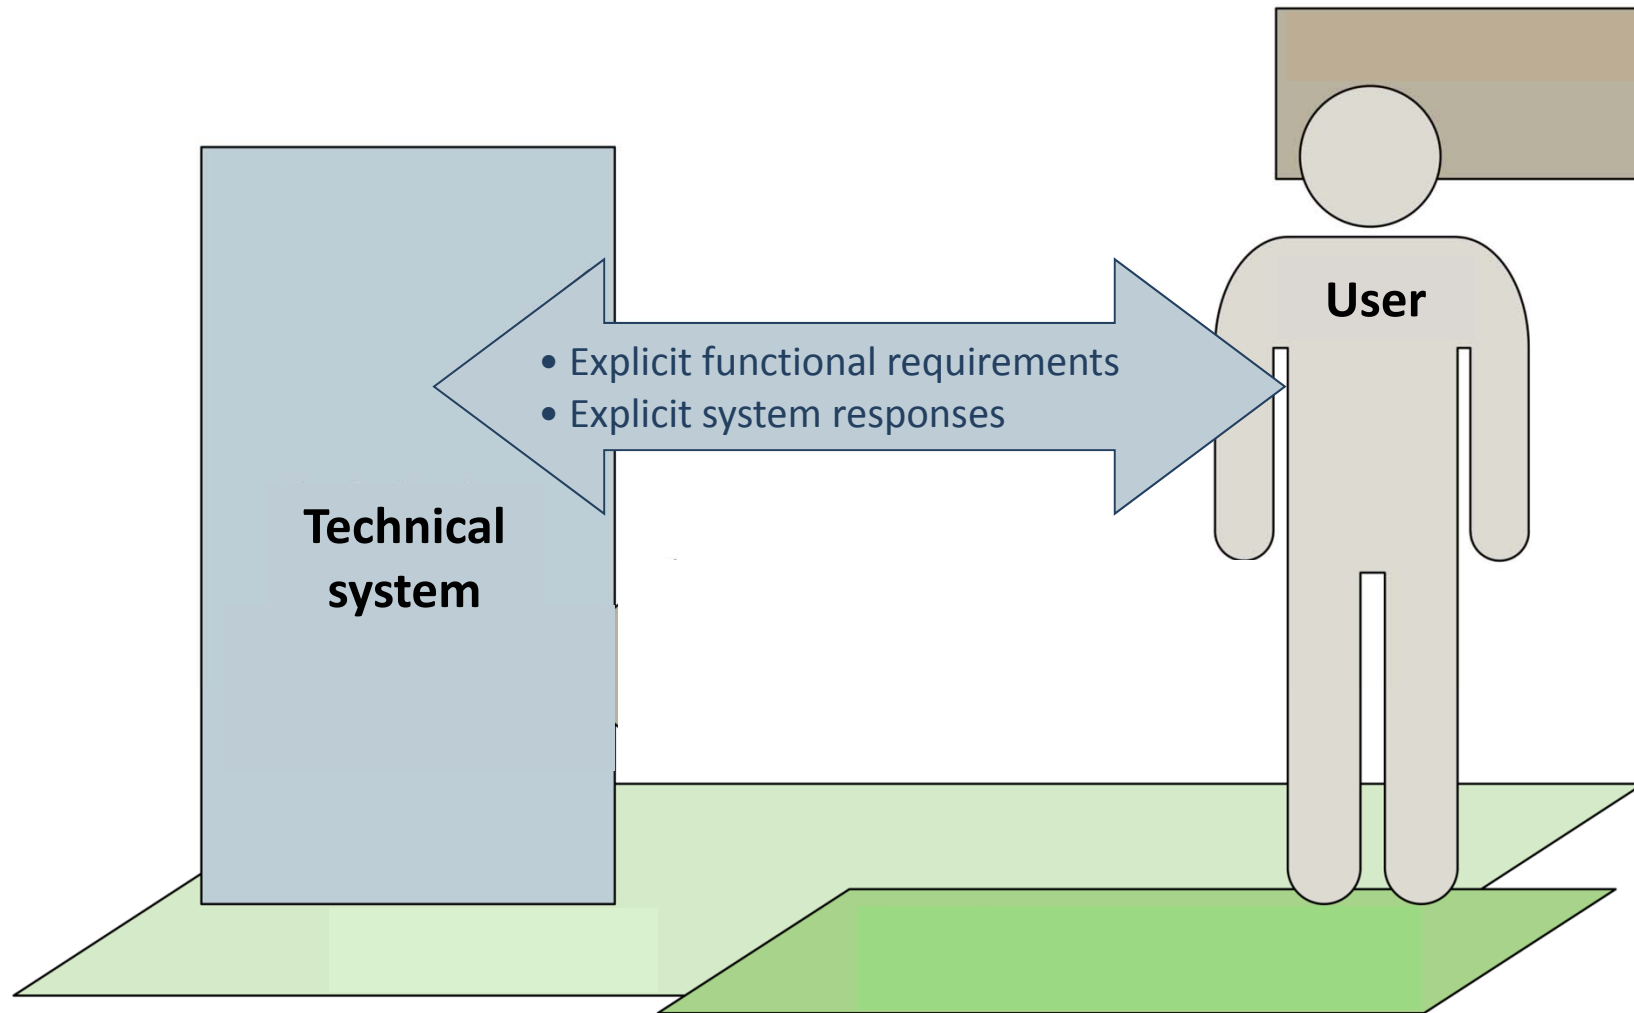 User
• Explicit functional requirements
• Explicit system responses
Technical
system